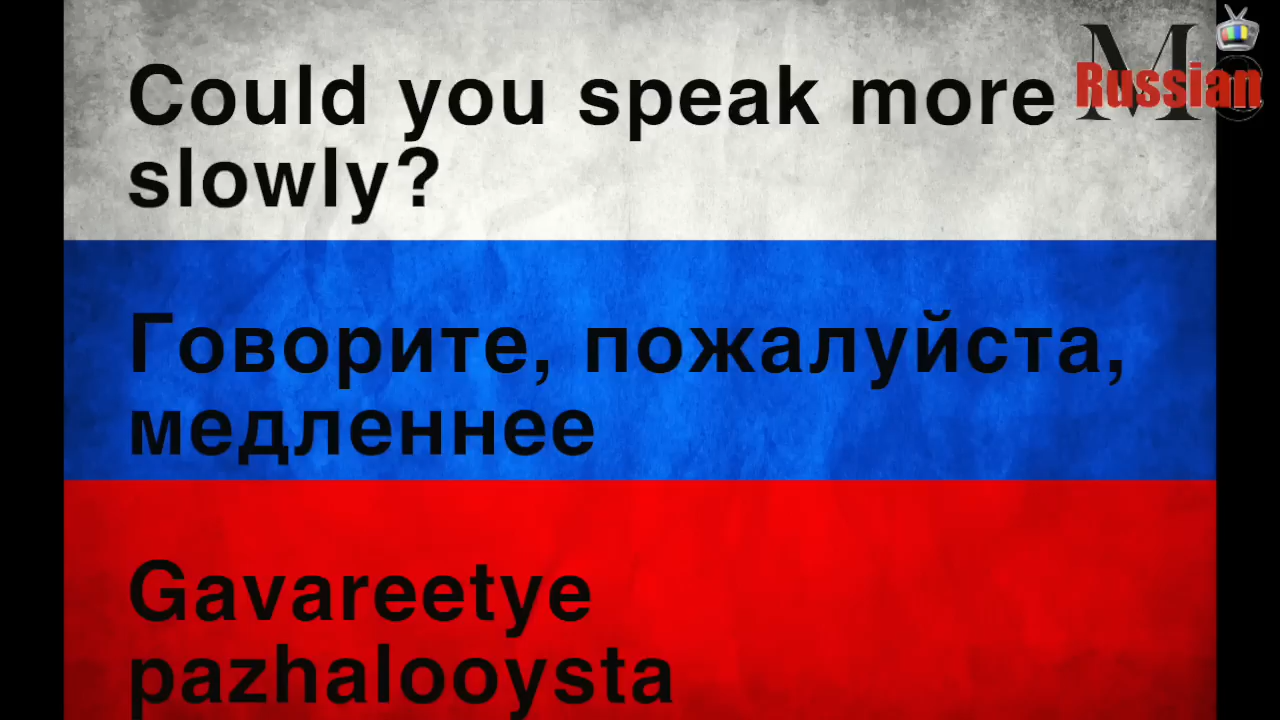 Could you speak more
slowly?
Russian
Говорите, пожалуйста,
медленнее
Gavareetye
pazhalooysta